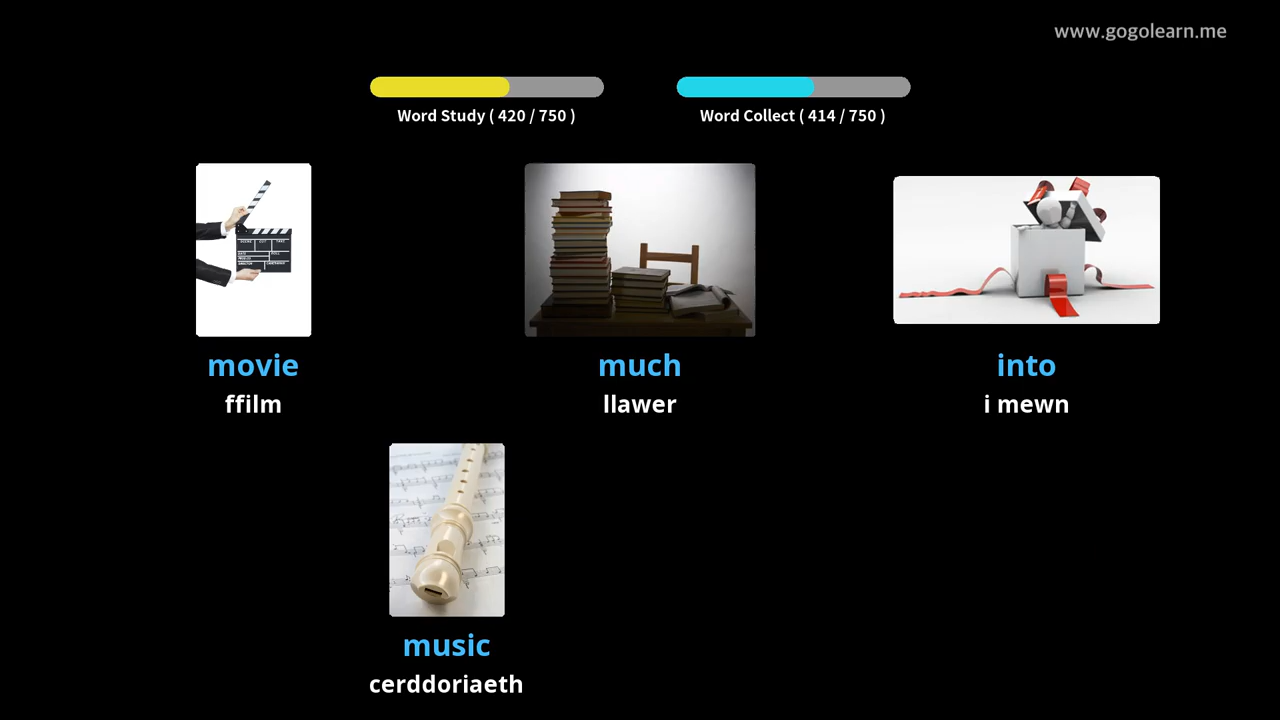 www.gogolearn.me
Word Study ( 420 / 750 )
Word Collect ( 414 / 750 )
movie
ffilm
much
llawer
into
i mewn
music
cerddoriaeth